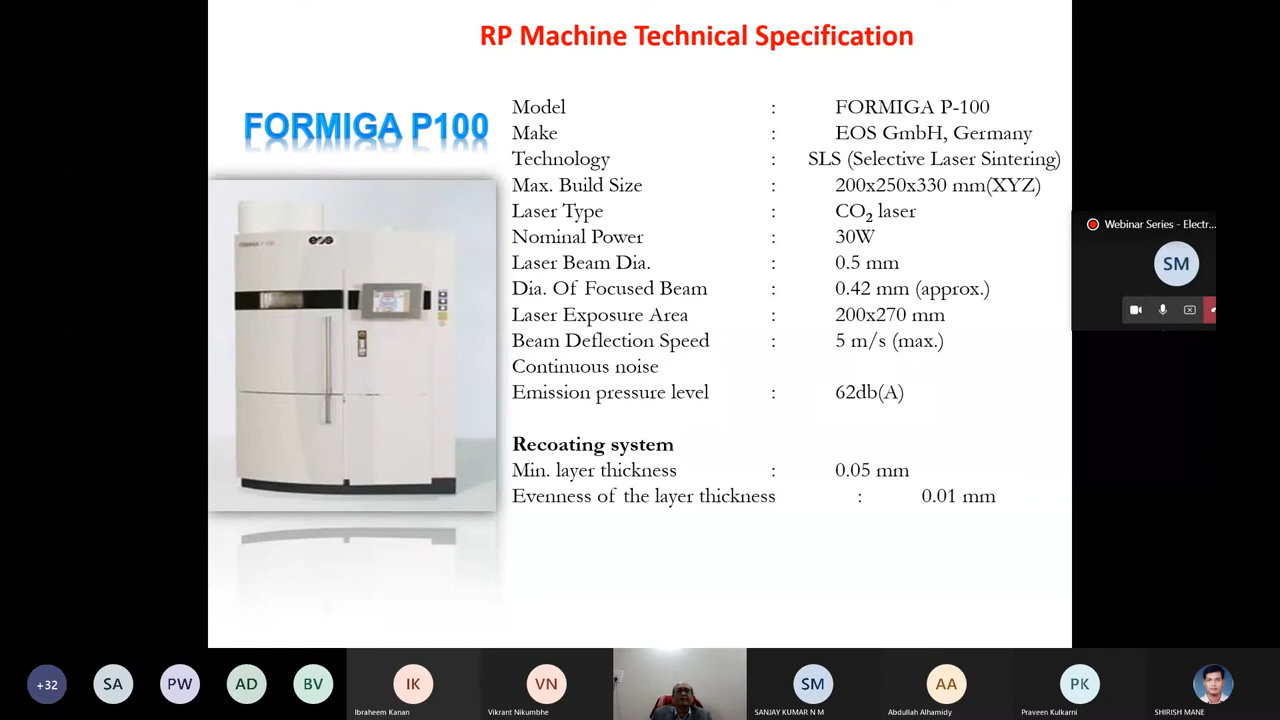 RP Machine Technical Specification
FORMIGA P100
Model : FORMIGA P-100
Make : EOS GmbH, Germany
Technology : SLS (Selective Laser Sintering)
Max. Build Size : 200x250x330 mm(XYZ)
Laser Type : CO2 laser
Nominal Power : 30W
Laser Beam Dia. : 0.5 mm
Dia. Of Focused Beam : 0.42 mm (approx.)
Laser Exposure Area : 200x270 mm
Beam Deflection Speed : 5 m/s (max.)
Continuous noise
Emission pressure level : 62db(A)
Recoating system
Min. layer thickness : 0.05 mm
Evenness of the layer thickness : 0.01 mm
FORMIGA P 100
eos
Webinar Series - Electr...
SM
+32
SA
PW
AD
BV
IK
Ibraheem Kanan
VN
Vikrant Nikumbhe
SM
SANJAY KUMAR N M
AA
Abdullah Alhamidy
PK
Praveen Kulkarni
SHIRISH MANE